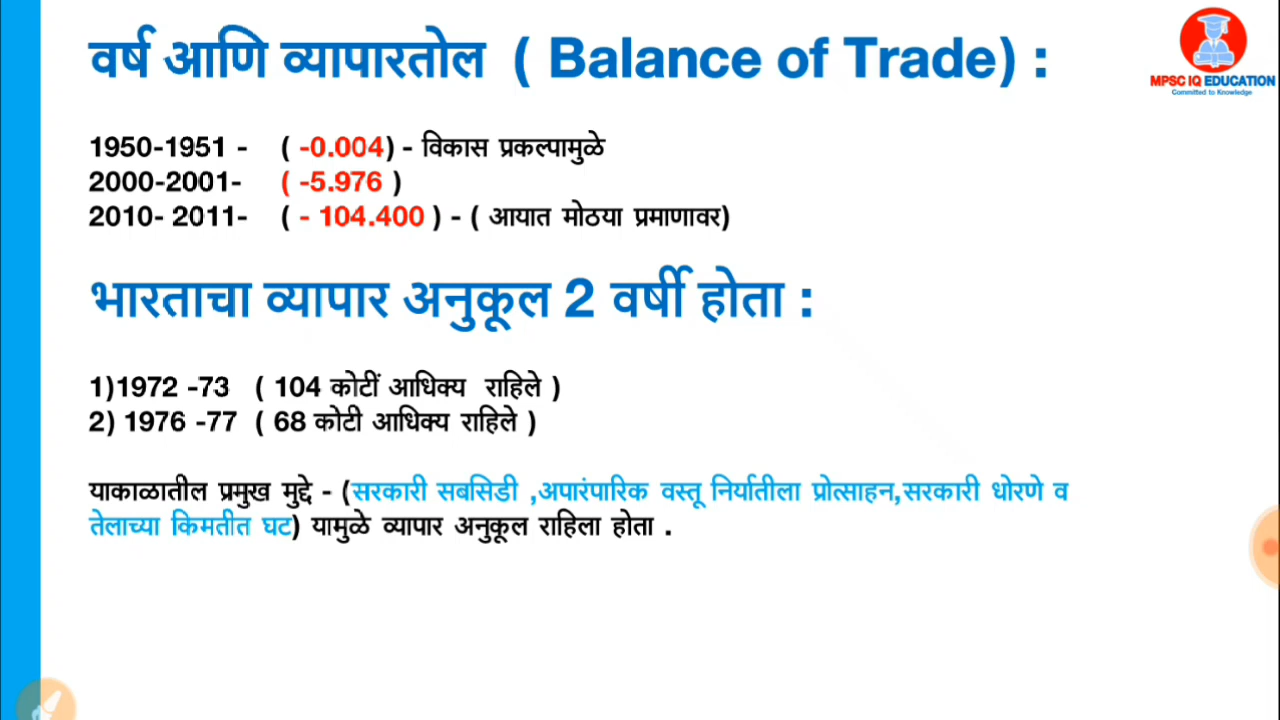 वर्ष आणि व्यापारतोल ( Balance of Trade) :
MPSC IQ EDUCATION
Committed to Knowledge
1950-1951 - ( -0.004) - विकास प्रकल्पामुळे
2000-2001- ( -5.976 )
2010- 2011- ( - 104.400 ) - ( आयात मोठया प्रमाणावर)
भारताचा व्यापार अनुकूल 2 वर्षी होता :
1)1972 -73 ( 104 कोटीं आधिक्य राहिले )
2) 1976 -77 ( 68 कोटी आधिक्य राहिले )
याकाळातील प्रमुख मुद्दे - (सरकारी सबसिडी ,अपारंपारिक वस्तू निर्यातीला प्रोत्साहन,सरकारी धोरणे व
तेलाच्या किमतीत घट) यामुळे व्यापार अनुकूल राहिला होता .